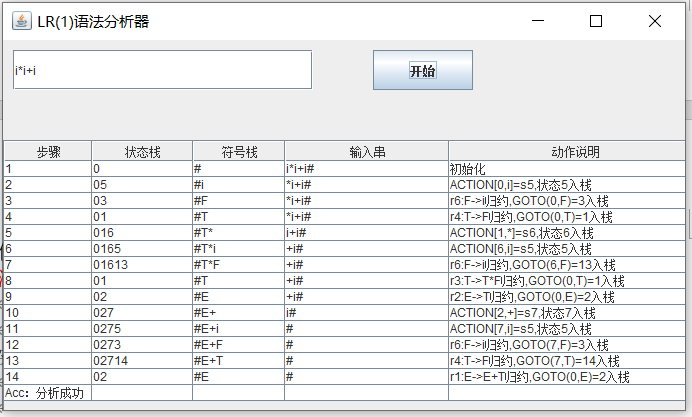 LR(1)语法分析器
i*i+i
开始
步骤 状态栈 符号栈 输入串 动作说明
1 0 # i*i+i# 初始化
2 05 #i *i+i# ACTION[0,i]=s5,状态5入栈
3 03 #F *i+i# r6:F->i归约,GOTO(0,F)=3入栈
4 01 #T *i+i# r4:T->F归约,GOTO(0,T)=1入栈
5 016 #T* i+i# ACTION[1,*]=s6,状态6入栈
6 0165 #T*i +i# ACTION[6,i]=s5,状态5入栈
7 01613 #T*F +i# r6:F->i归约,GOTO(6,F)=13入栈
8 01 #T +i# r3:T->T*F归约,GOTO(0,T)=1入栈
9 02 #E +i# r2:E->T归约,GOTO(0,E)=2入栈
10 027 #E+ i# ACTION[2,+]=s7,状态7入栈
11 0275 #E+i # ACTION[7,i]=s5,状态5入栈
12 0273 #E+F # r6:F->i归约,GOTO(7,F)=3入栈
13 02714 #E+T # r4:T->F归约,GOTO(7,T)=14入栈
14 02 #E # r1:E->E+T归约,GOTO(0,E)=2入栈
Acc：分析成功